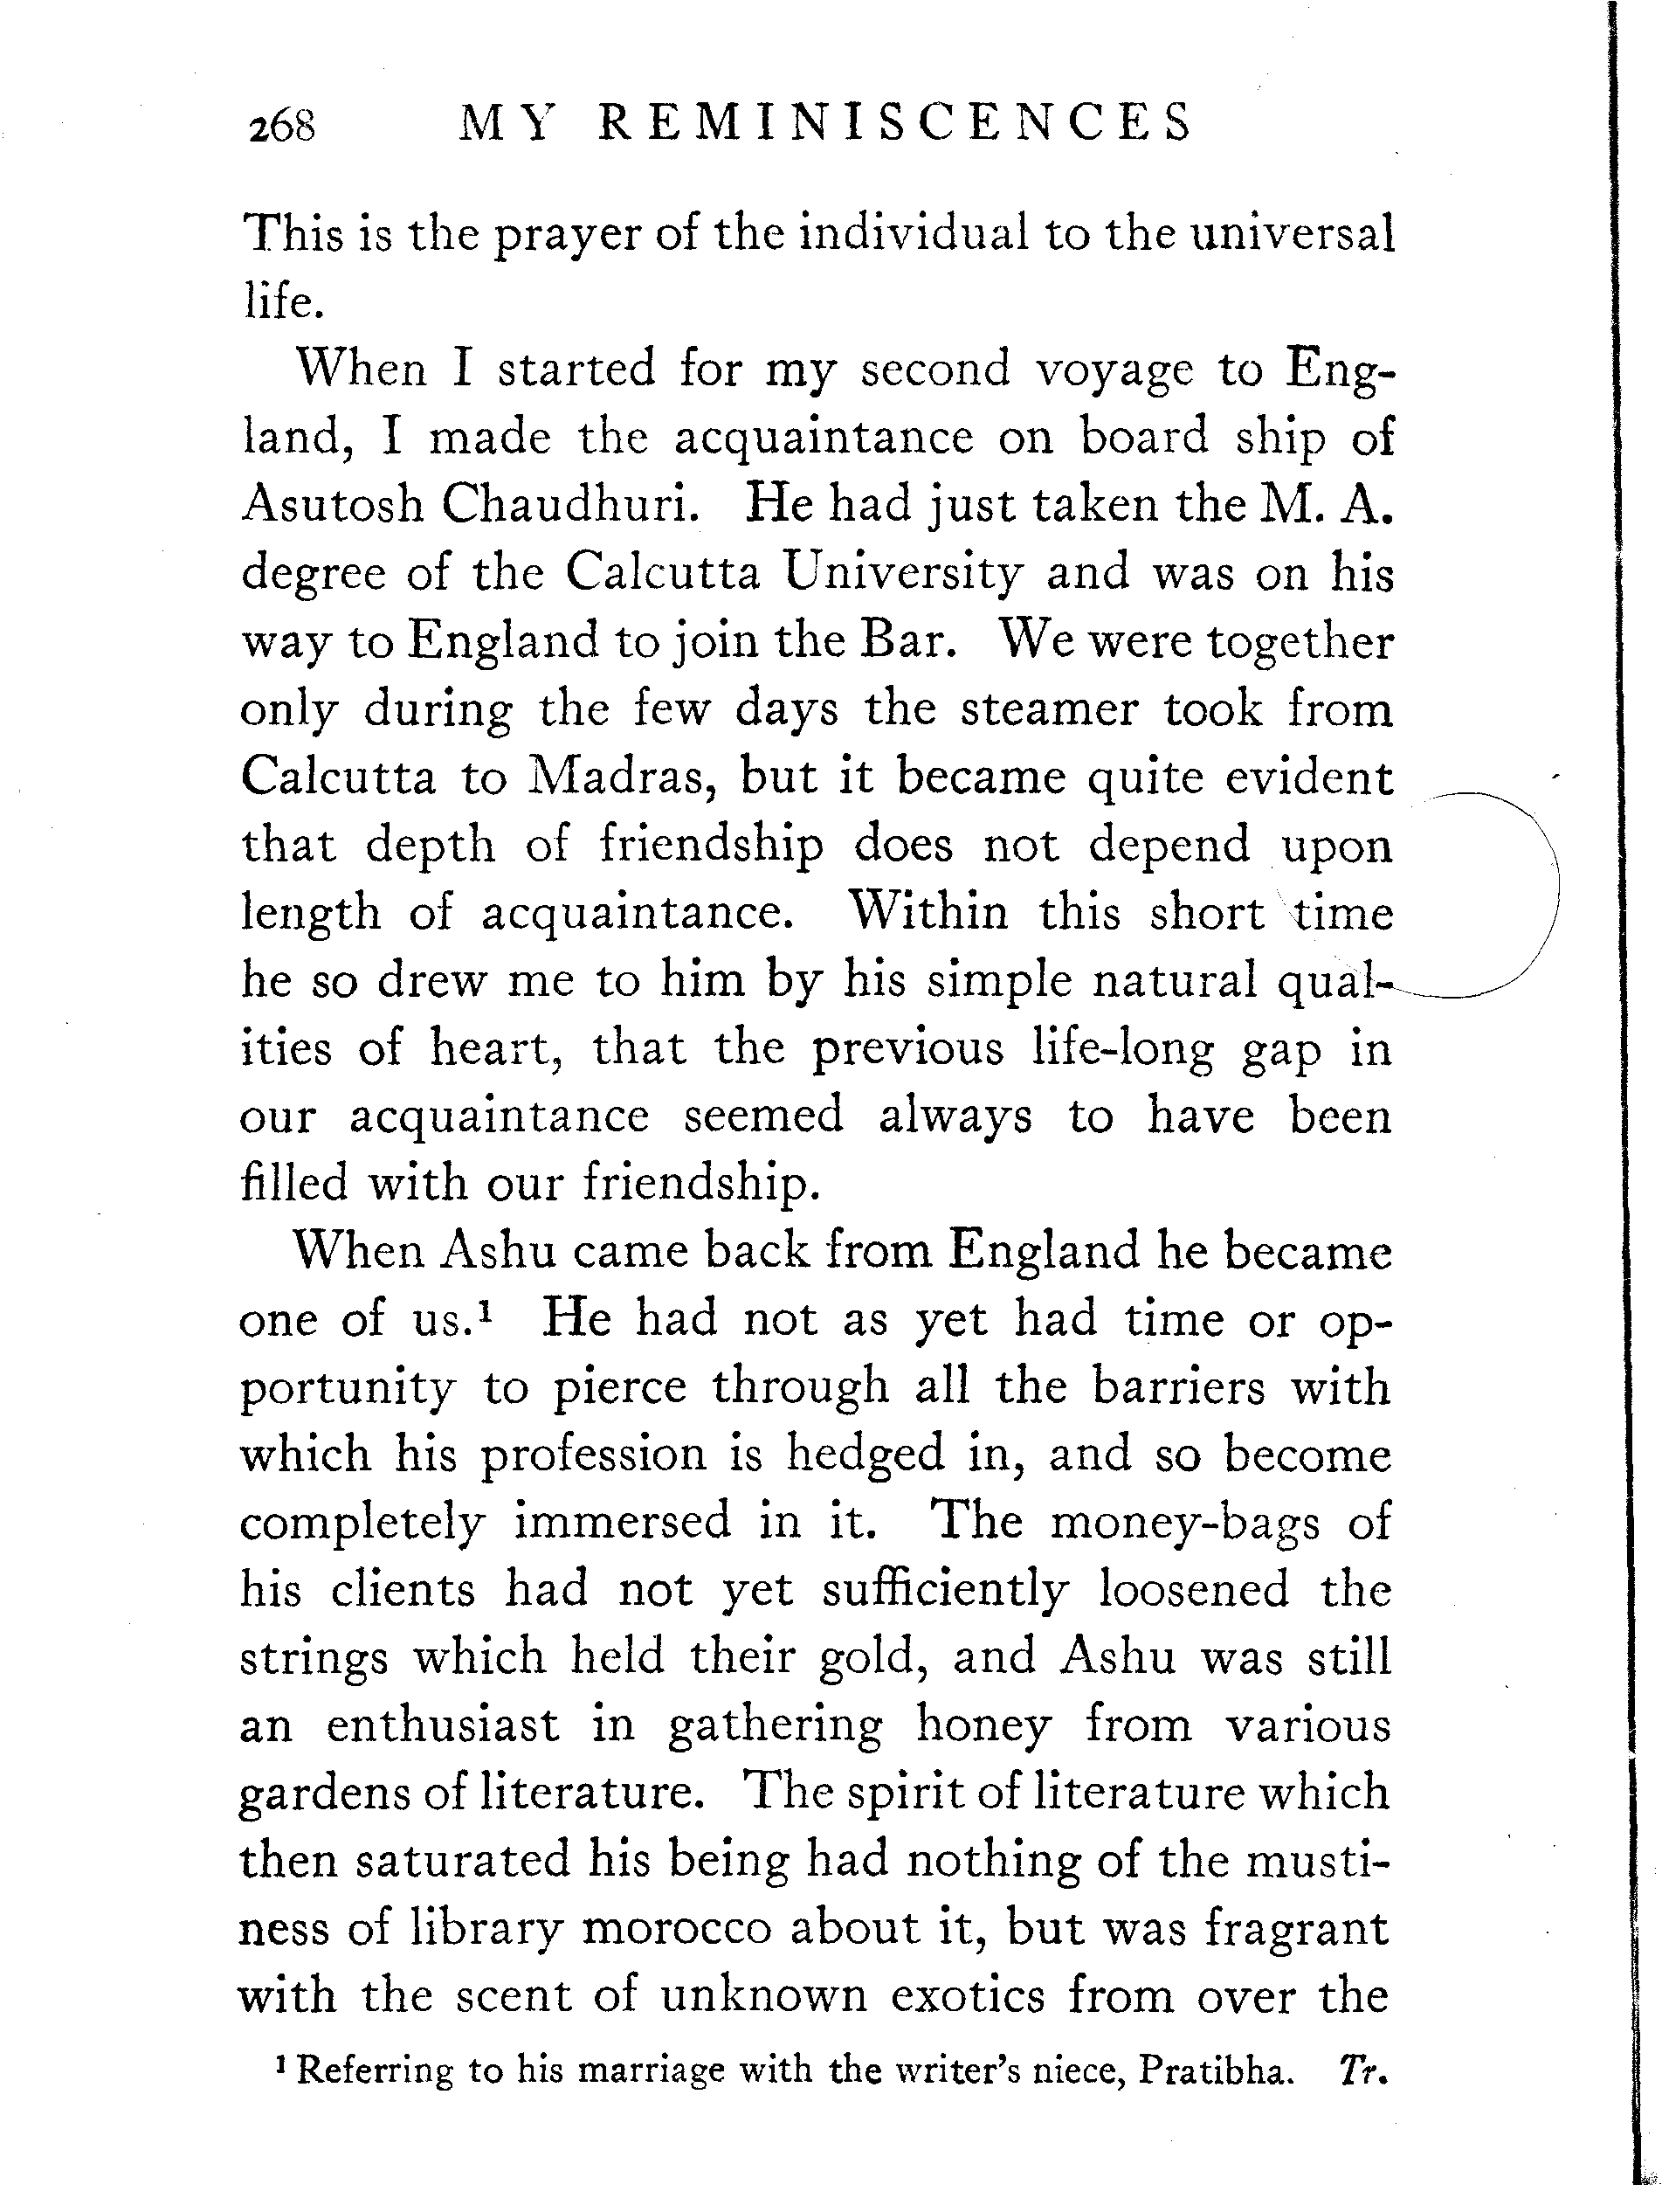 268 MY REMINISCENCES
This is the prayer of the individual to the universal
life.
When I started for my second voyage to Eng-
land, I made the acquaintance on board ship of
Asutosh Chaudhuri. He had just taken the M. A.
degree of the Calcutta University and was on his
way to England to join the Bar. We were together
only during the few days the steamer took from
Calcutta to Madras, but it became quite evident
that depth of friendship does not depend upon
length of acquaintance. Within this short time
he so drew me to him by his simple natural qual-
ities of heart, that the previous life-long gap in
our acquaintance seemed always to have been
filled with our friendship.
When Ashu came back from England he became
one of us.¹ He had not as yet had time or op-
portunity to pierce through all the barriers with
which his profession is hedged in, and so become
completely immersed in it. The money-bags of
his clients had not yet sufficiently loosened the
strings which held their gold, and Ashu was still
an enthusiast in gathering honey from various
gardens of literature. The spirit of literature which
then saturated his being had nothing of the musti-
ness of library morocco about it, but was fragrant
with the scent of unknown exotics from over the
¹ Referring to his marriage with the writer's niece, Pratibha. Tr.